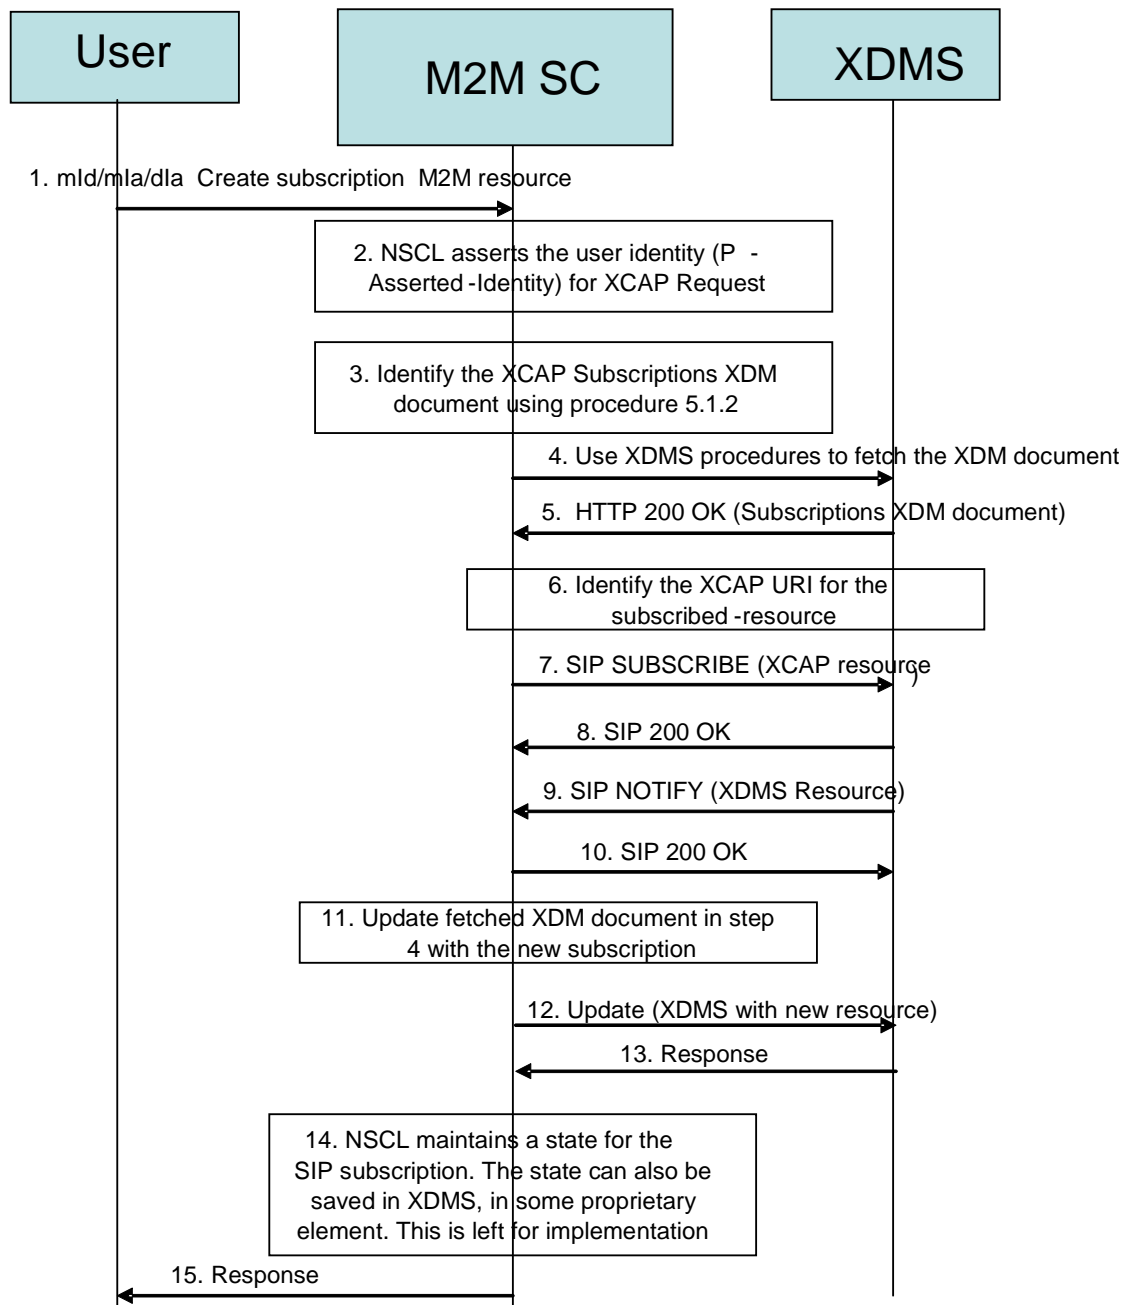 User
M2M SC
XDMS
1. mId/mIa/dIa Create subscription M2M resource
2. NSCL asserts the user identity (P -
Asserted -Identity) for XCAP Request
3. Identify the XCAP Subscriptions XDM
document using procedure 5.1.2
4. Use XDMS procedures to fetch the XDM document
5. HTTP 200 OK (Subscriptions XDM document)
6. Identify the XCAP URI for the
subscribed -resource
7. SIP SUBSCRIBE (XCAP resource)
8. SIP 200 OK
9. SIP NOTIFY (XDMS Resource)
10. SIP 200 OK
11. Update fetched XDM document in step
4 with the new subscription
12. Update (XDMS with new resource)
13. Response
14. NSCL maintains a state for the
SIP subscription. The state can also be
saved in XDMS, in some proprietary
element. This is left for implementation
15. Response